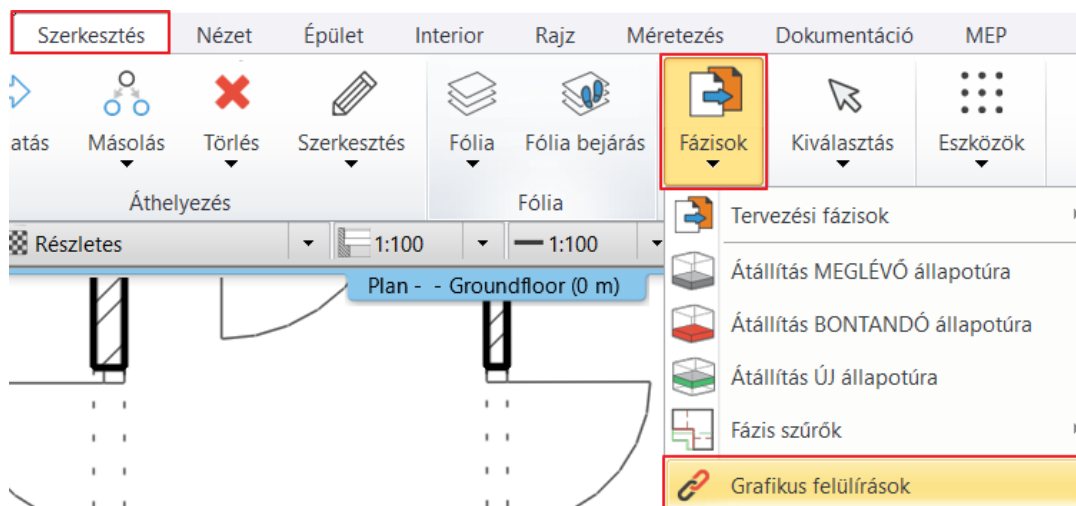 Szerkesztés Nézet Épület Interior Rajz Méretezés Dokumentáció MEP
atás Másolás Törlés Szerkesztés Fólia Fólia bejárás Fázisok Kiválasztás Eszközök
Áthelyezés Fólia
Részletes 1:100 1:100
Plan - - Groundfloor (0 m)
Tervezési fázisok
Átállítás MEGLÉVŐ állapotúra
Átállítás BONTANDÓ állapotúra
Átállítás ÚJ állapotúra
Fázis szűrők
Grafikus felülírások